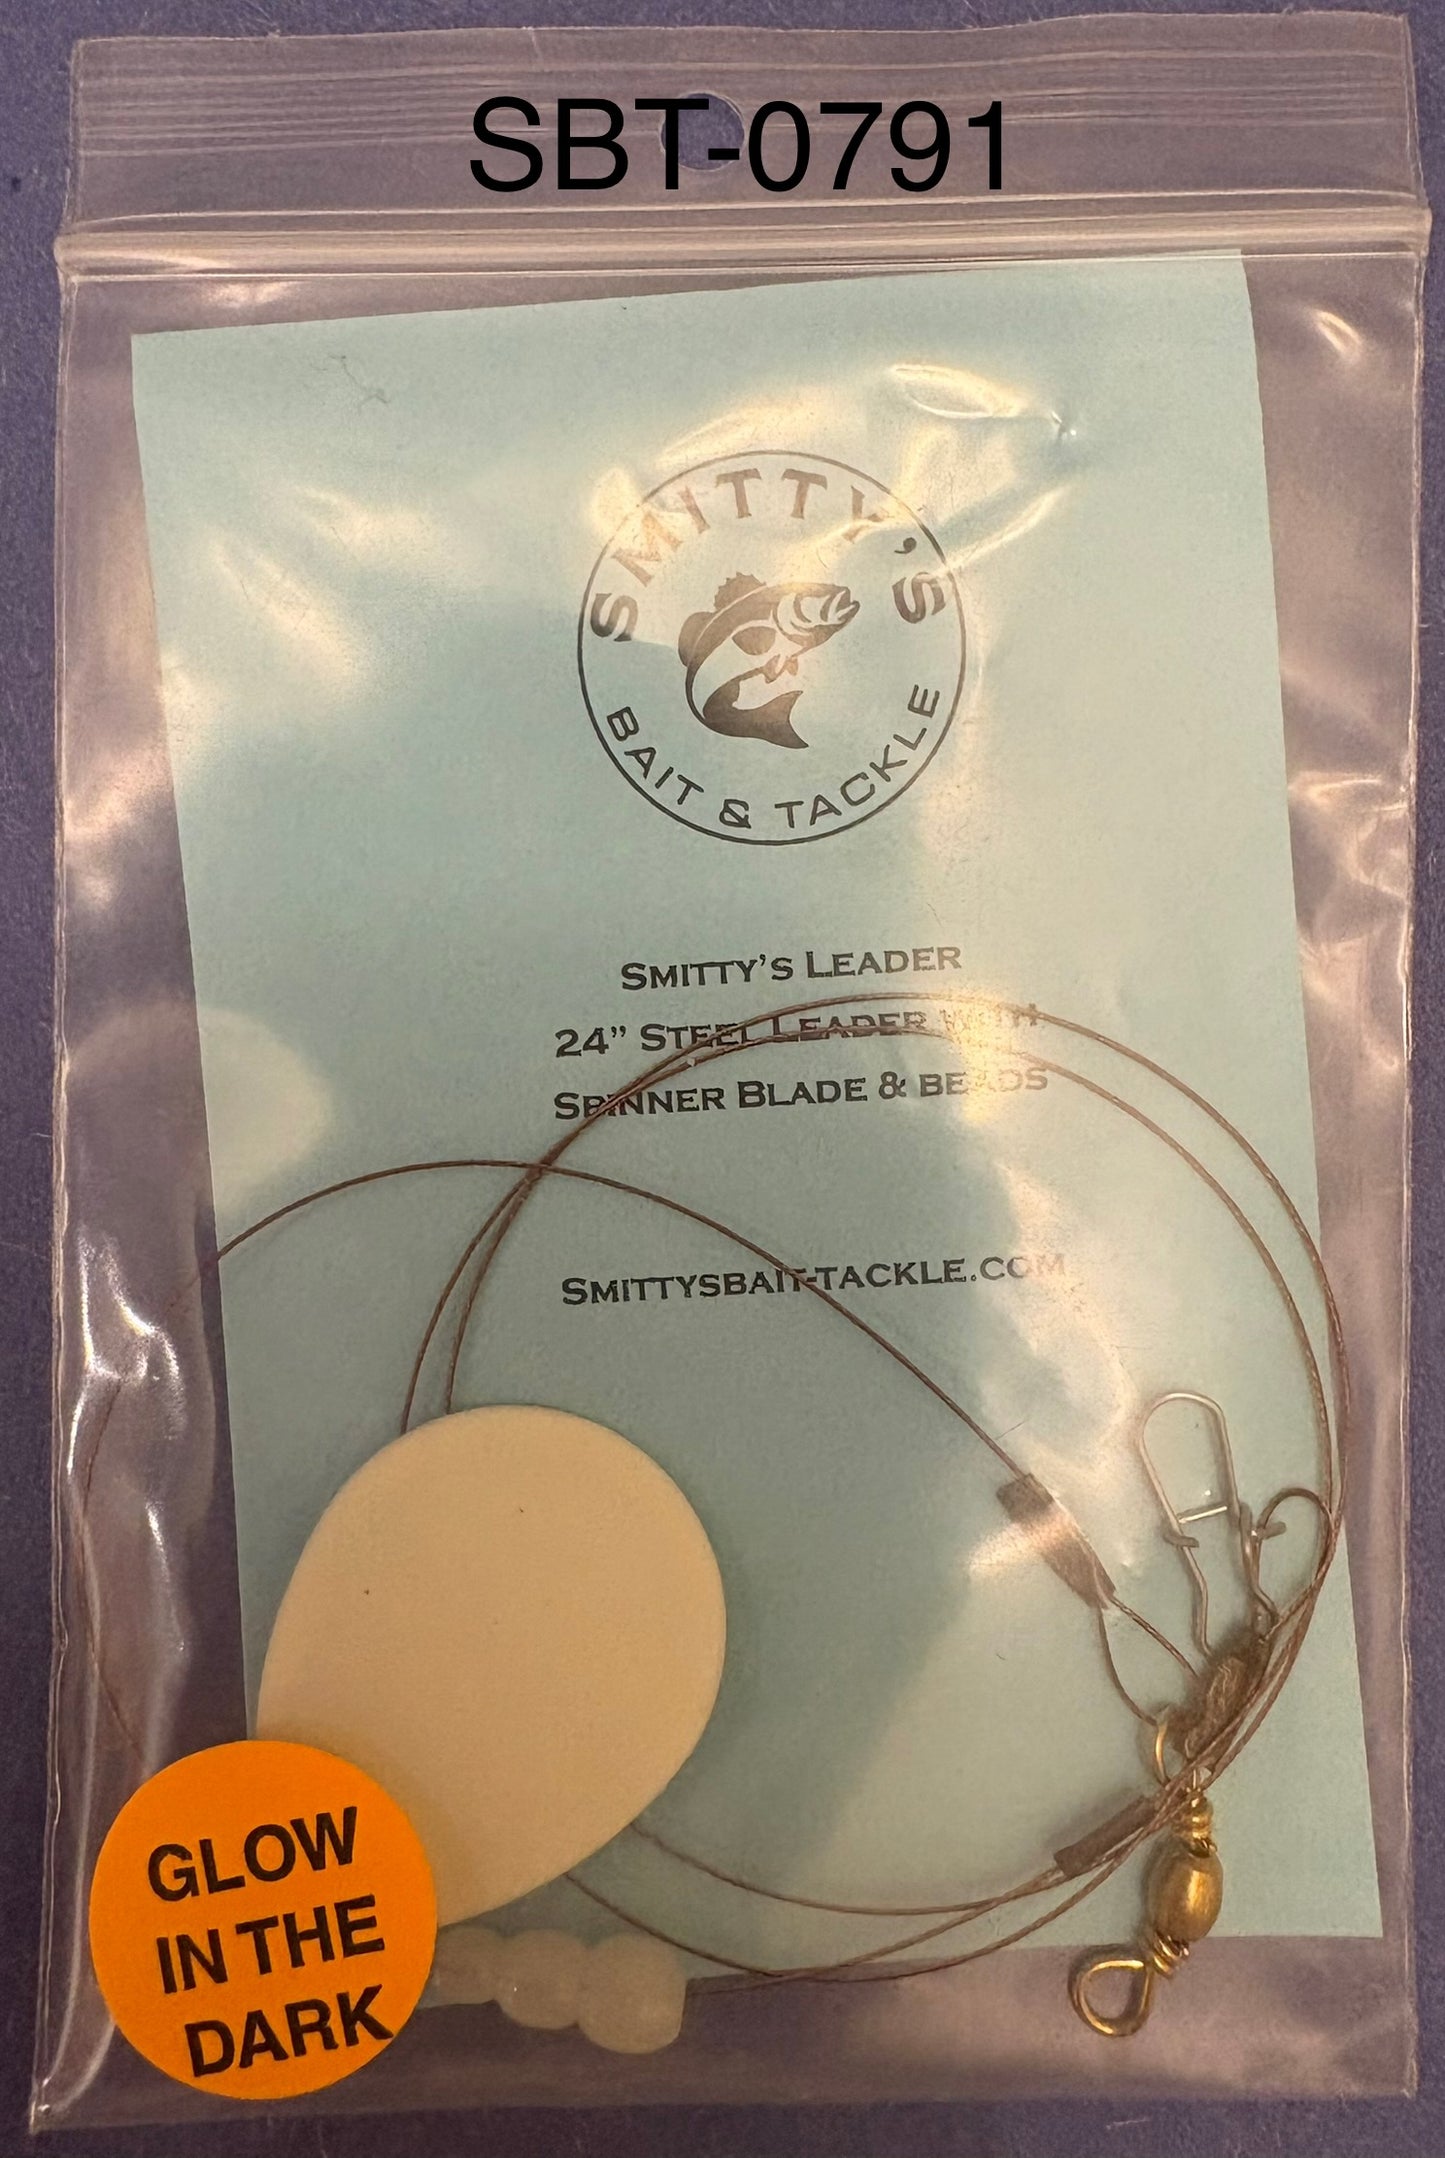 SBT-0791
SMITTY'S
BAIT & TACKLE
SMITTY'S LEADER
24" STEEL LEADER WITH
SPINNER BLADE & BEADS
SMITTYSBAIT-TACKLE.COM
GLOW
IN THE
DARK